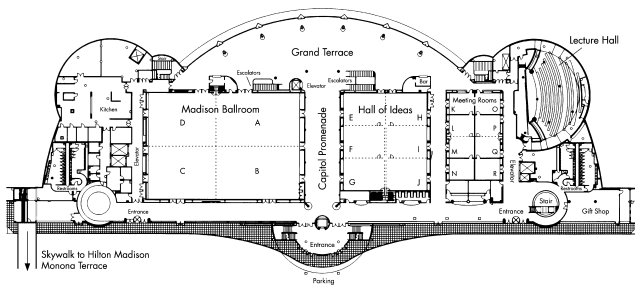 Lecture Hall
Grand Terrace
Stair
Escalators
Elevator
Escalators
Bar
Kitchen
Madison Ballroom
D
A
C
B
Capitol Promenade
Hall of Ideas
E
H
F
I
G
J
Meeting Rooms
K
O
L
P
M
Q
N
R
Elevator
Elevator
Restrooms
Restrooms
Entrance
Entrance
Entrance
Stair
Gift Shop
Skywalk to Hilton Madison
Monona Terrace
Parking